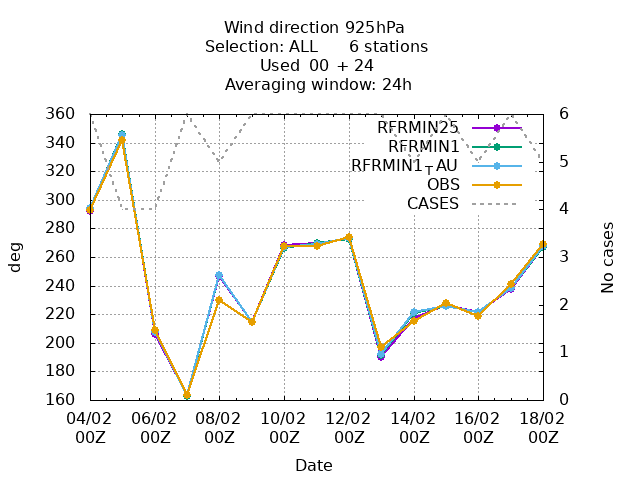 Wind direction 925hPa
Selection: ALL 6 stations
Used 00 + 24
Averaging window: 24h
RFRMIN25
RFRMIN1
RFRMIN1_TAU
OBS
CASES
360
340
320
300
280
260
240
220
200
180
160
deg
6
5
4
3
2
1
0
No cases
04/02 06/02 08/02 10/02 12/02 14/02 16/02 18/02
00Z 00Z 00Z 00Z 00Z 00Z 00Z 00Z
Date